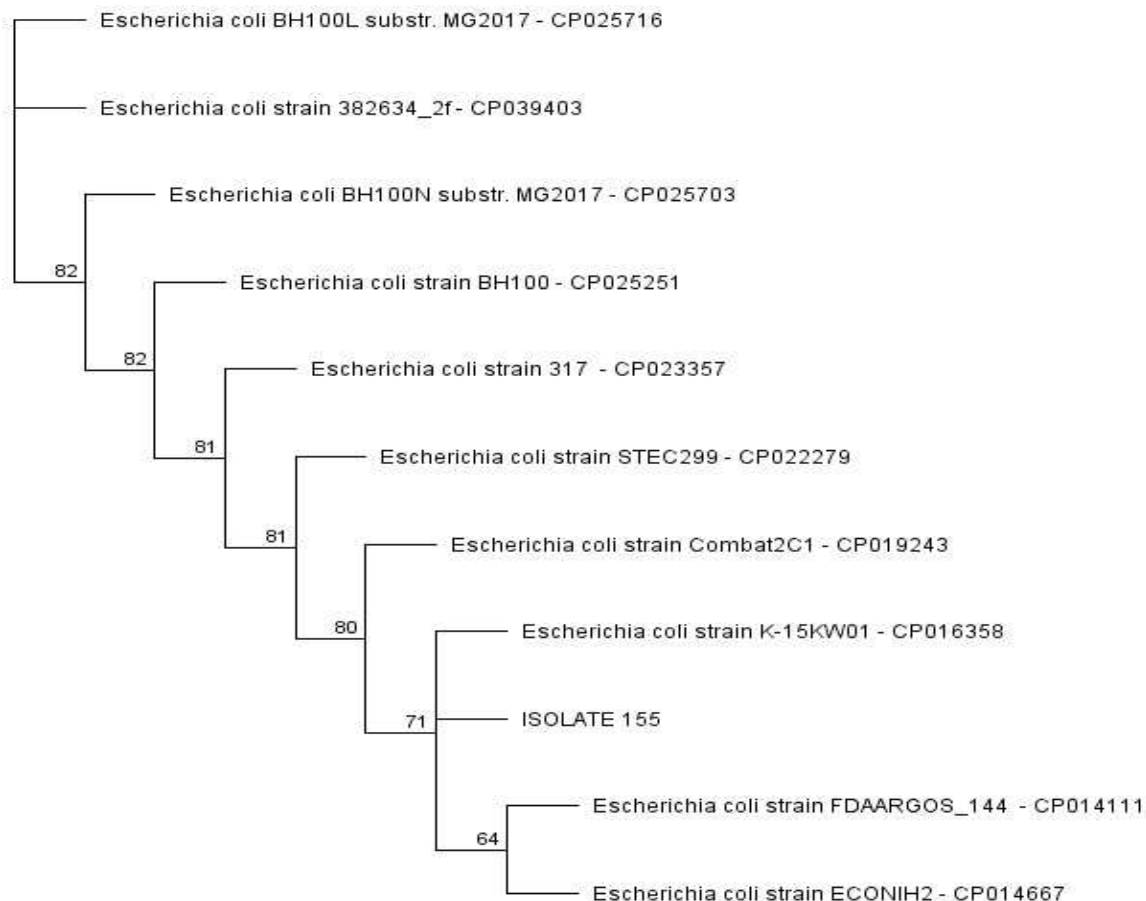 Escherichia coli BH100L substr. MG2017 - CP025716
Escherichia coli strain 382634_2f - CP039403
Escherichia coli BH100N substr. MG2017 - CP025703
82
Escherichia coli strain BH100 - CP025251
82
Escherichia coli strain 317 - CP023357
81
Escherichia coli strain STEC299 - CP022279
81
Escherichia coli strain Combat2C1 - CP019243
80
Escherichia coli strain K-15KW01 - CP016358
71
ISOLATE 155
Escherichia coli strain FDAARGOS_144 - CP014111
64
Escherichia coli strain ECONIH2 - CP014667